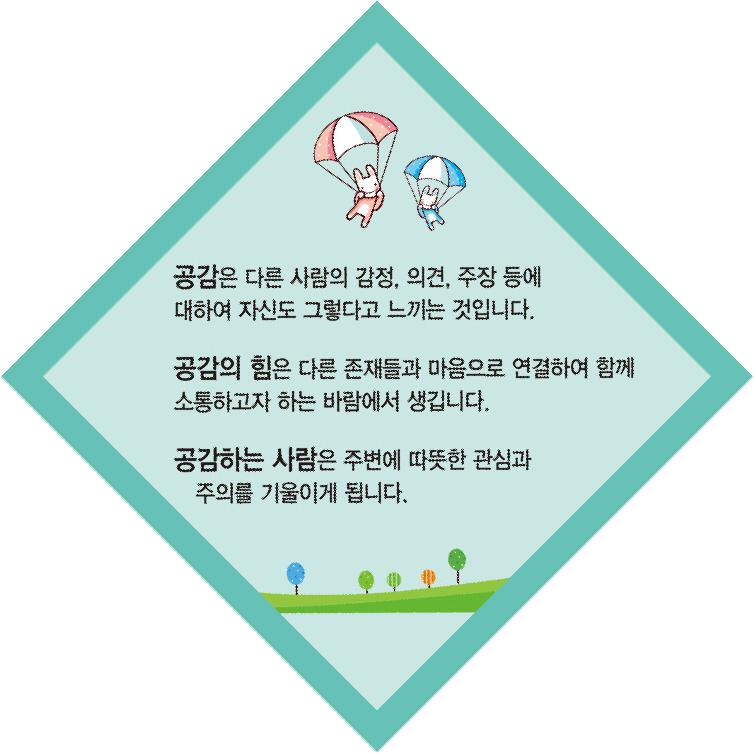 공감은 다른 사람의 감정, 의견, 주장 등에
대하여 자신도 그렇다고 느끼는 것입니다.
공감의 힘은 다른 존재들과 마음으로 연결하여 함께
소통하고자 하는 바람에서 생깁니다.
공감하는 사람은 주변에 따뜻한 관심과
주의를 기울이게 됩니다.